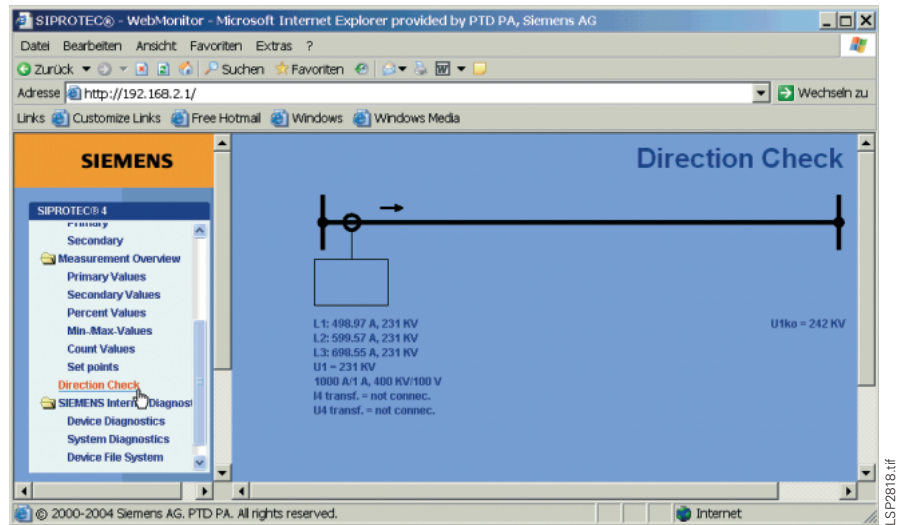 SIPROTEC® - WebMonitor - Microsoft Internet Explorer provided by PTD PA, Siemens AG
Datei Bearbeiten Ansicht Favoriten Extras ?
Zurück Suchen Favoriten
Adresse http://192.168.2.1/ Wechseln zu
Links Customize Links Free Hotmail Windows Windows Media
SIEMENS
SIPROTEC® 4
Primary
Secondary
Measurement Overview
Primary Values
Secondary Values
Percent Values
Min-/Max-Values
Count Values
Set points
Direction Check
SIEMENS Intern Diagnost
Device Diagnostics
System Diagnostics
Device File System
Direction Check
L1: 498.97 A, 231 KV
L2: 599.57 A, 231 KV
L3: 698.55 A, 231 KV
U1 = 231 KV
1000 A/1 A, 400 KV/100 V
I4 transf. = not connec.
U4 transf. = not connec.
U1ko = 242 KV
© 2000-2004 Siemens AG. PTD PA. All rights reserved.
Internet
LSP2818.tif